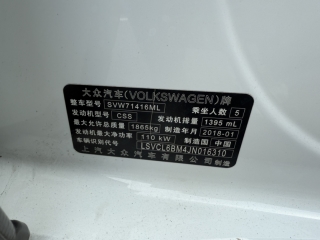 大众汽车(VOLKSWAGEN)牌
整车型号 SVW71416ML 乘坐人数 5
发动机型号 CSS 发动机排量 1395 mL
最大允许总质量 1865kg 制造年月 2018-01
发动机最大净功率 110 kW 制造国 中国
车辆识别代号 LSVCL6BM4JN016310
上汽大众汽车有限公司 制造